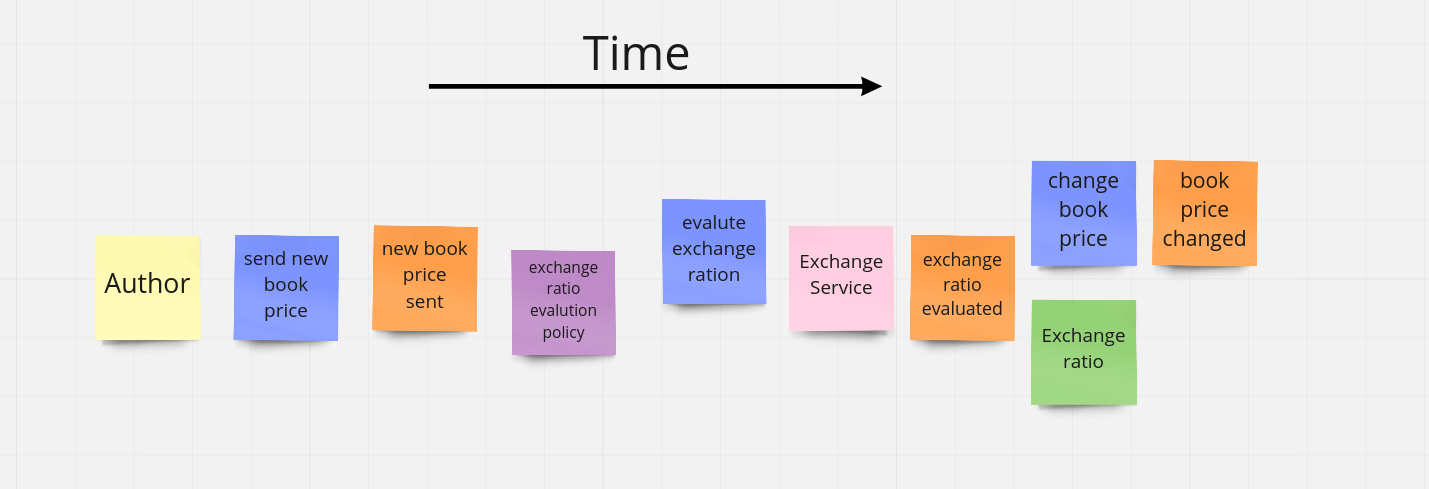 Time
Author
send new
book
price
new book
price
sent
exchange
ratio
evalution
policy
evalute
exchange
ration
Exchange
Service
exchange
ratio
evaluated
change
book
price
Exchange
ratio
book
price
changed